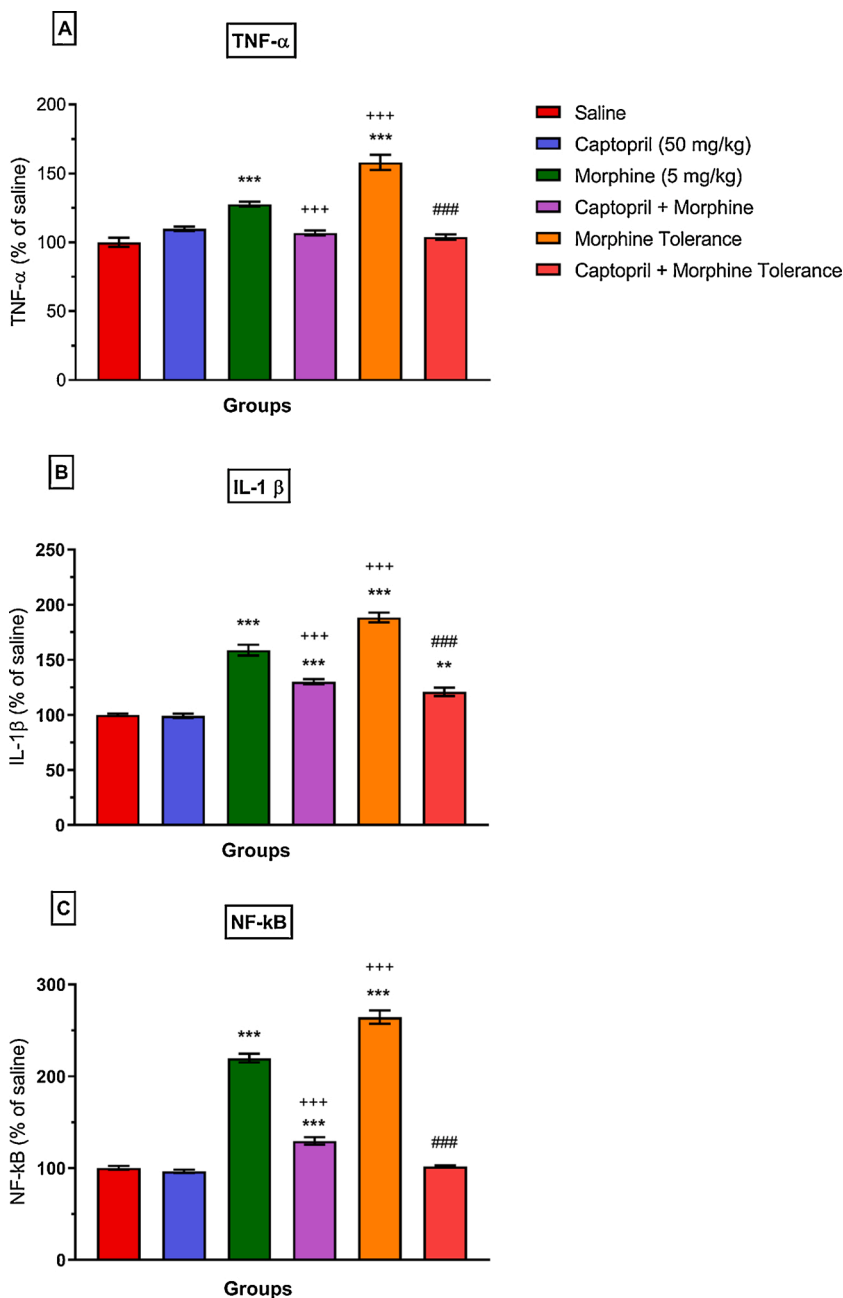 A
TNF-α
200
150
100
50
0
TNF-α (% of saline)
***
+++
+++
***
###
Groups
Saline
Captopril (50 mg/kg)
Morphine (5 mg/kg)
Captopril + Morphine
Morphine Tolerance
Captopril + Morphine Tolerance
B
IL-1 β
250
200
150
100
50
0
IL-1β (% of saline)
***
+++
***
+++
***
###
**
Groups
C
NF-kB
300
200
100
0
NF-kB (% of saline)
***
+++
***
+++
***
###
Groups